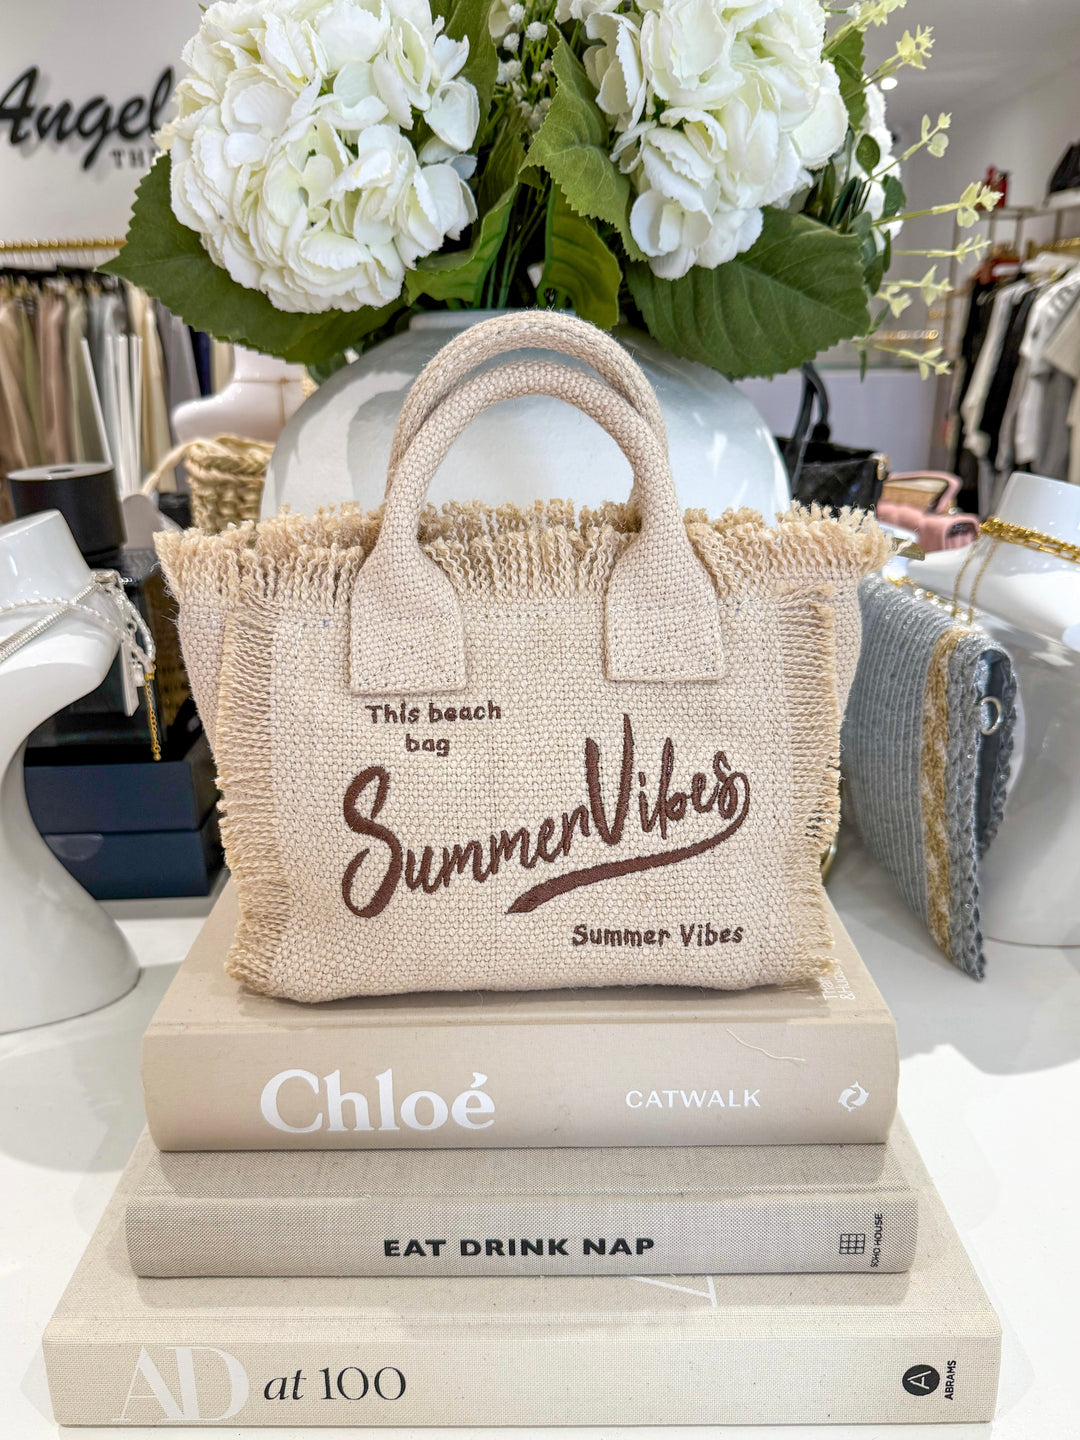 Angel
This beach
bag
SummerVibes
Summer Vibes
Chloé CATWALK
EAT DRINK NAP SOHO HOUSE
AD at 100 A ABRAMS